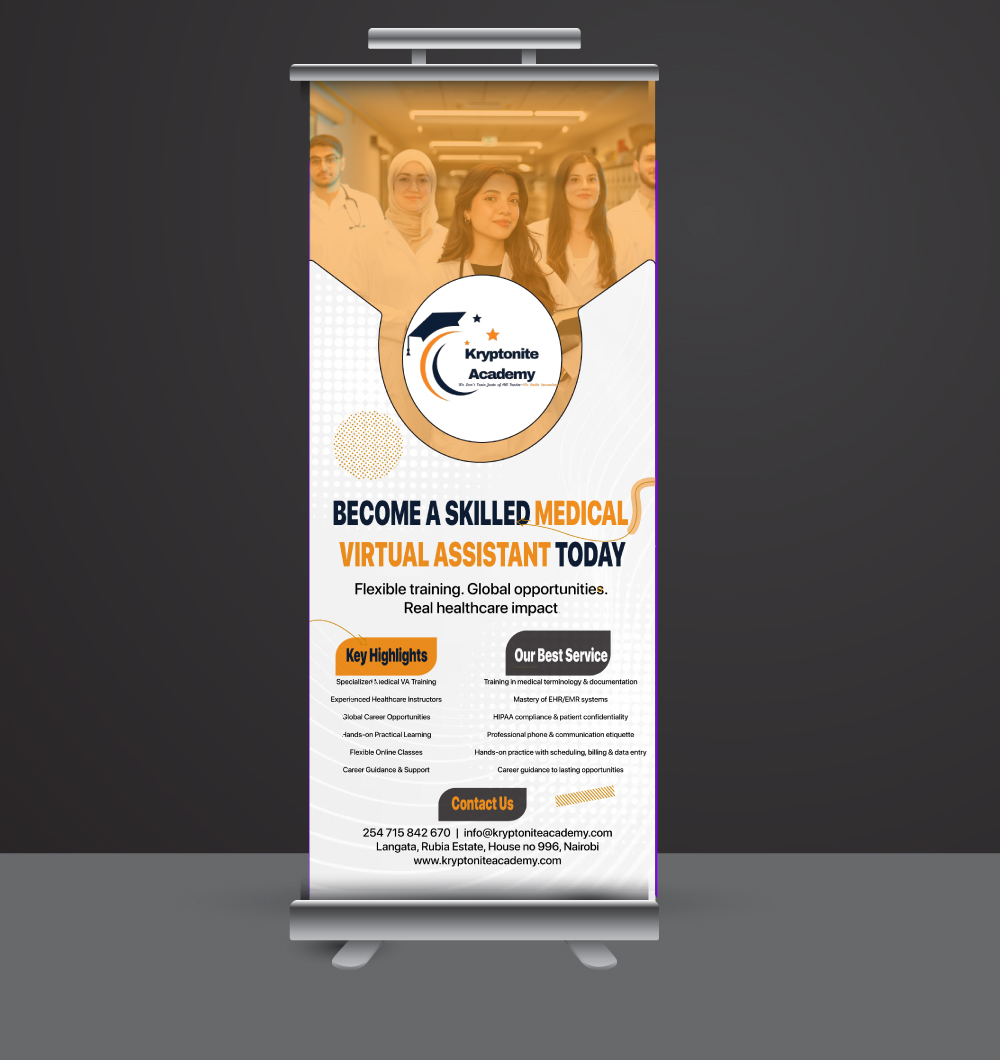 Kryptonite
Academy
BECOME A SKILLED MEDICAL
VIRTUAL ASSISTANT TODAY
Flexible training. Global opportunities.
Real healthcare impact
Key Highlights
Specialized Medical VA Training
Experienced Healthcare Instructors
Global Career Opportunities
Hands-on Practical Learning
Flexible Online Classes
Career Guidance & Support
Our Best Service
Training in medical terminology & documentation
Mastery of EHR/EMR systems
HIPAA compliance & patient confidentiality
Professional phone & communication etiquette
Hands-on practice with scheduling, billing & data entry
Career guidance to lasting opportunities
Contact Us
254 715 842 670 | info@kryptoniteacademy.com
Langata, Rubia Estate, House no 996, Nairobi
www.kryptoniteacademy.com